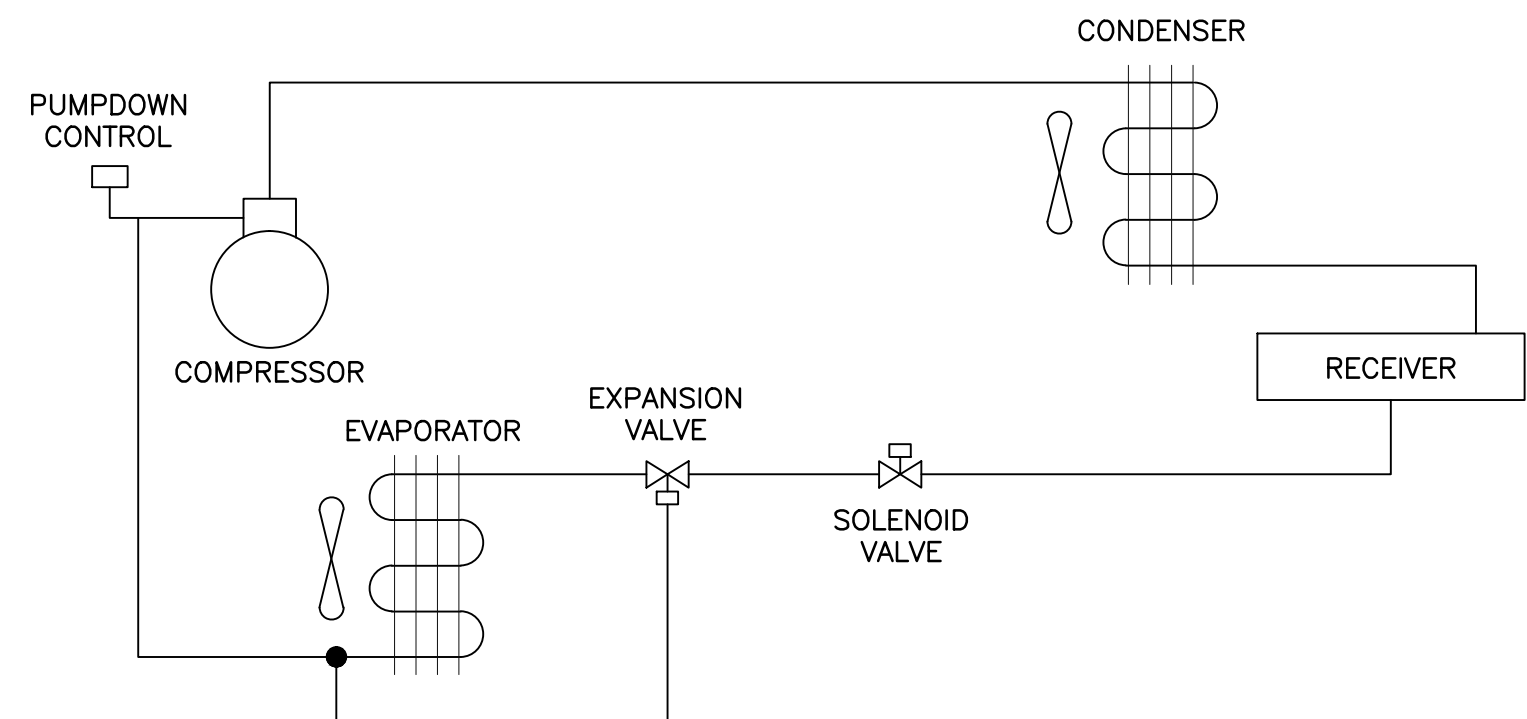 CONDENSER
PUMPDOWN
CONTROL
COMPRESSOR
RECEIVER
EXPANSION
VALVE
EVAPORATOR
SOLENOID
VALVE